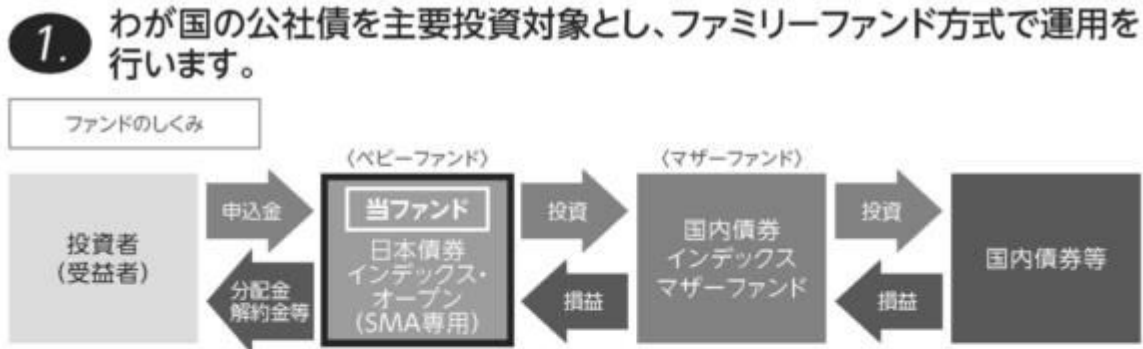 1. わが国の公社債を主要投資対象とし、ファミリーファンド方式で運用を
行います。
ファンドのしくみ
〈ベビーファンド〉
〈マザーファンド〉
投資者
(受益者)
申込金
分配金
解約金等
当ファンド
日本債券
インデックス・
オープン
(SMA専用)
投資
損益
国内債券
インデックス
マザーファンド
投資
損益
国内債券等